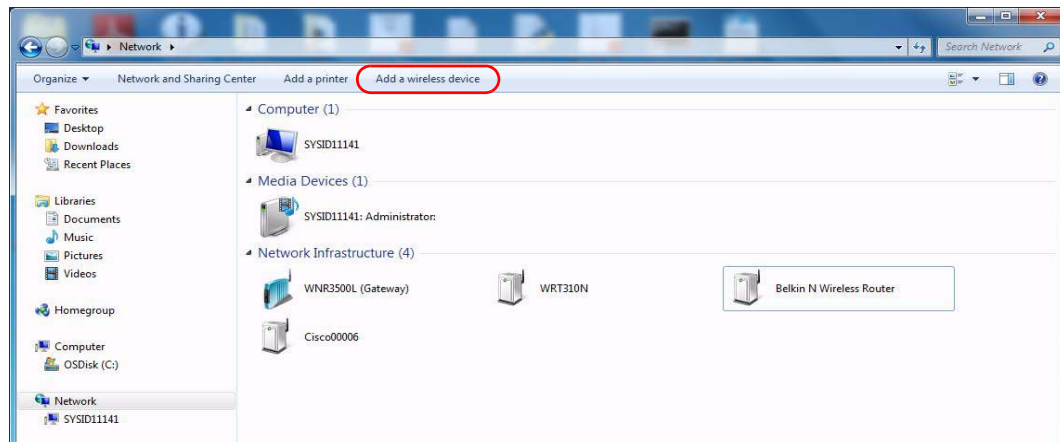 Network
Search Network
Organize Network and Sharing Center Add a printer Add a wireless device
Favorites
Desktop
Downloads
Recent Places
Libraries
Documents
Music
Pictures
Videos
Homegroup
Computer
OSDisk (C:)
Network
SYSID11141
Computer (1)
SYSID11141
Media Devices (1)
SYSID11141: Administrator:
Network Infrastructure (4)
WNR3500L (Gateway) WRT310N Belkin N Wireless Router
Cisco00006